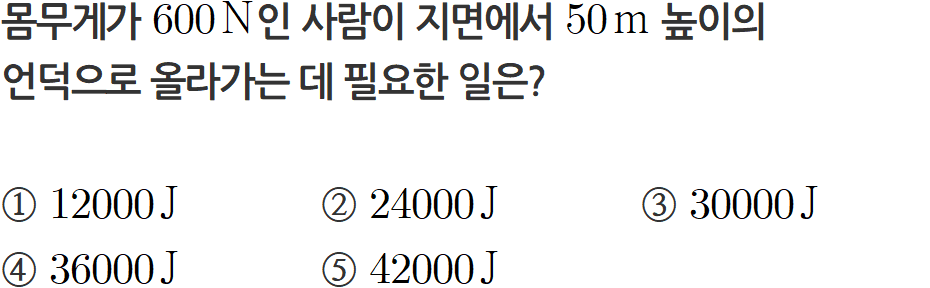 몸무게가 600 N인 사람이 지면에서 50 m 높이의
언덕으로 올라가는 데 필요한 일은?
① 12000 J ② 24000 J ③ 30000 J
④ 36000 J ⑤ 42000 J